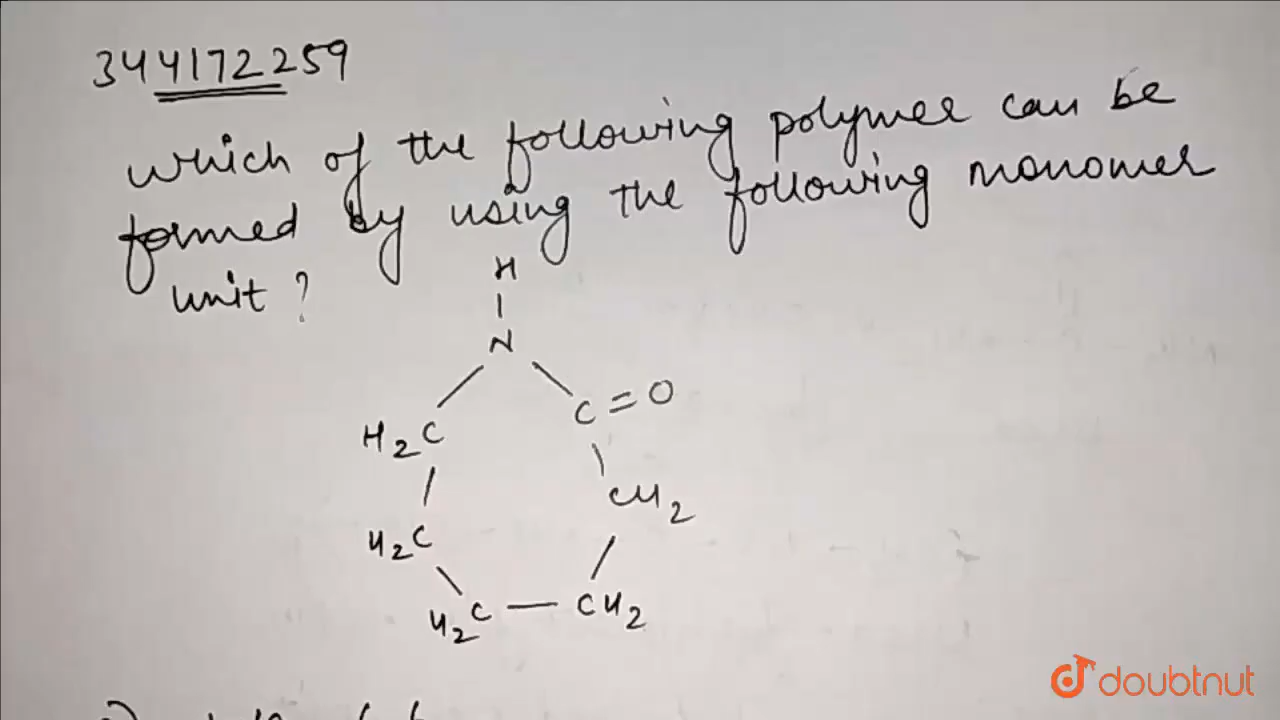 344172259
which of the following polymer can be
formed by using the following monomer
unit ?
H
N
C=O
H2C
CH2
H2C
H2C — CH2
doubtnut